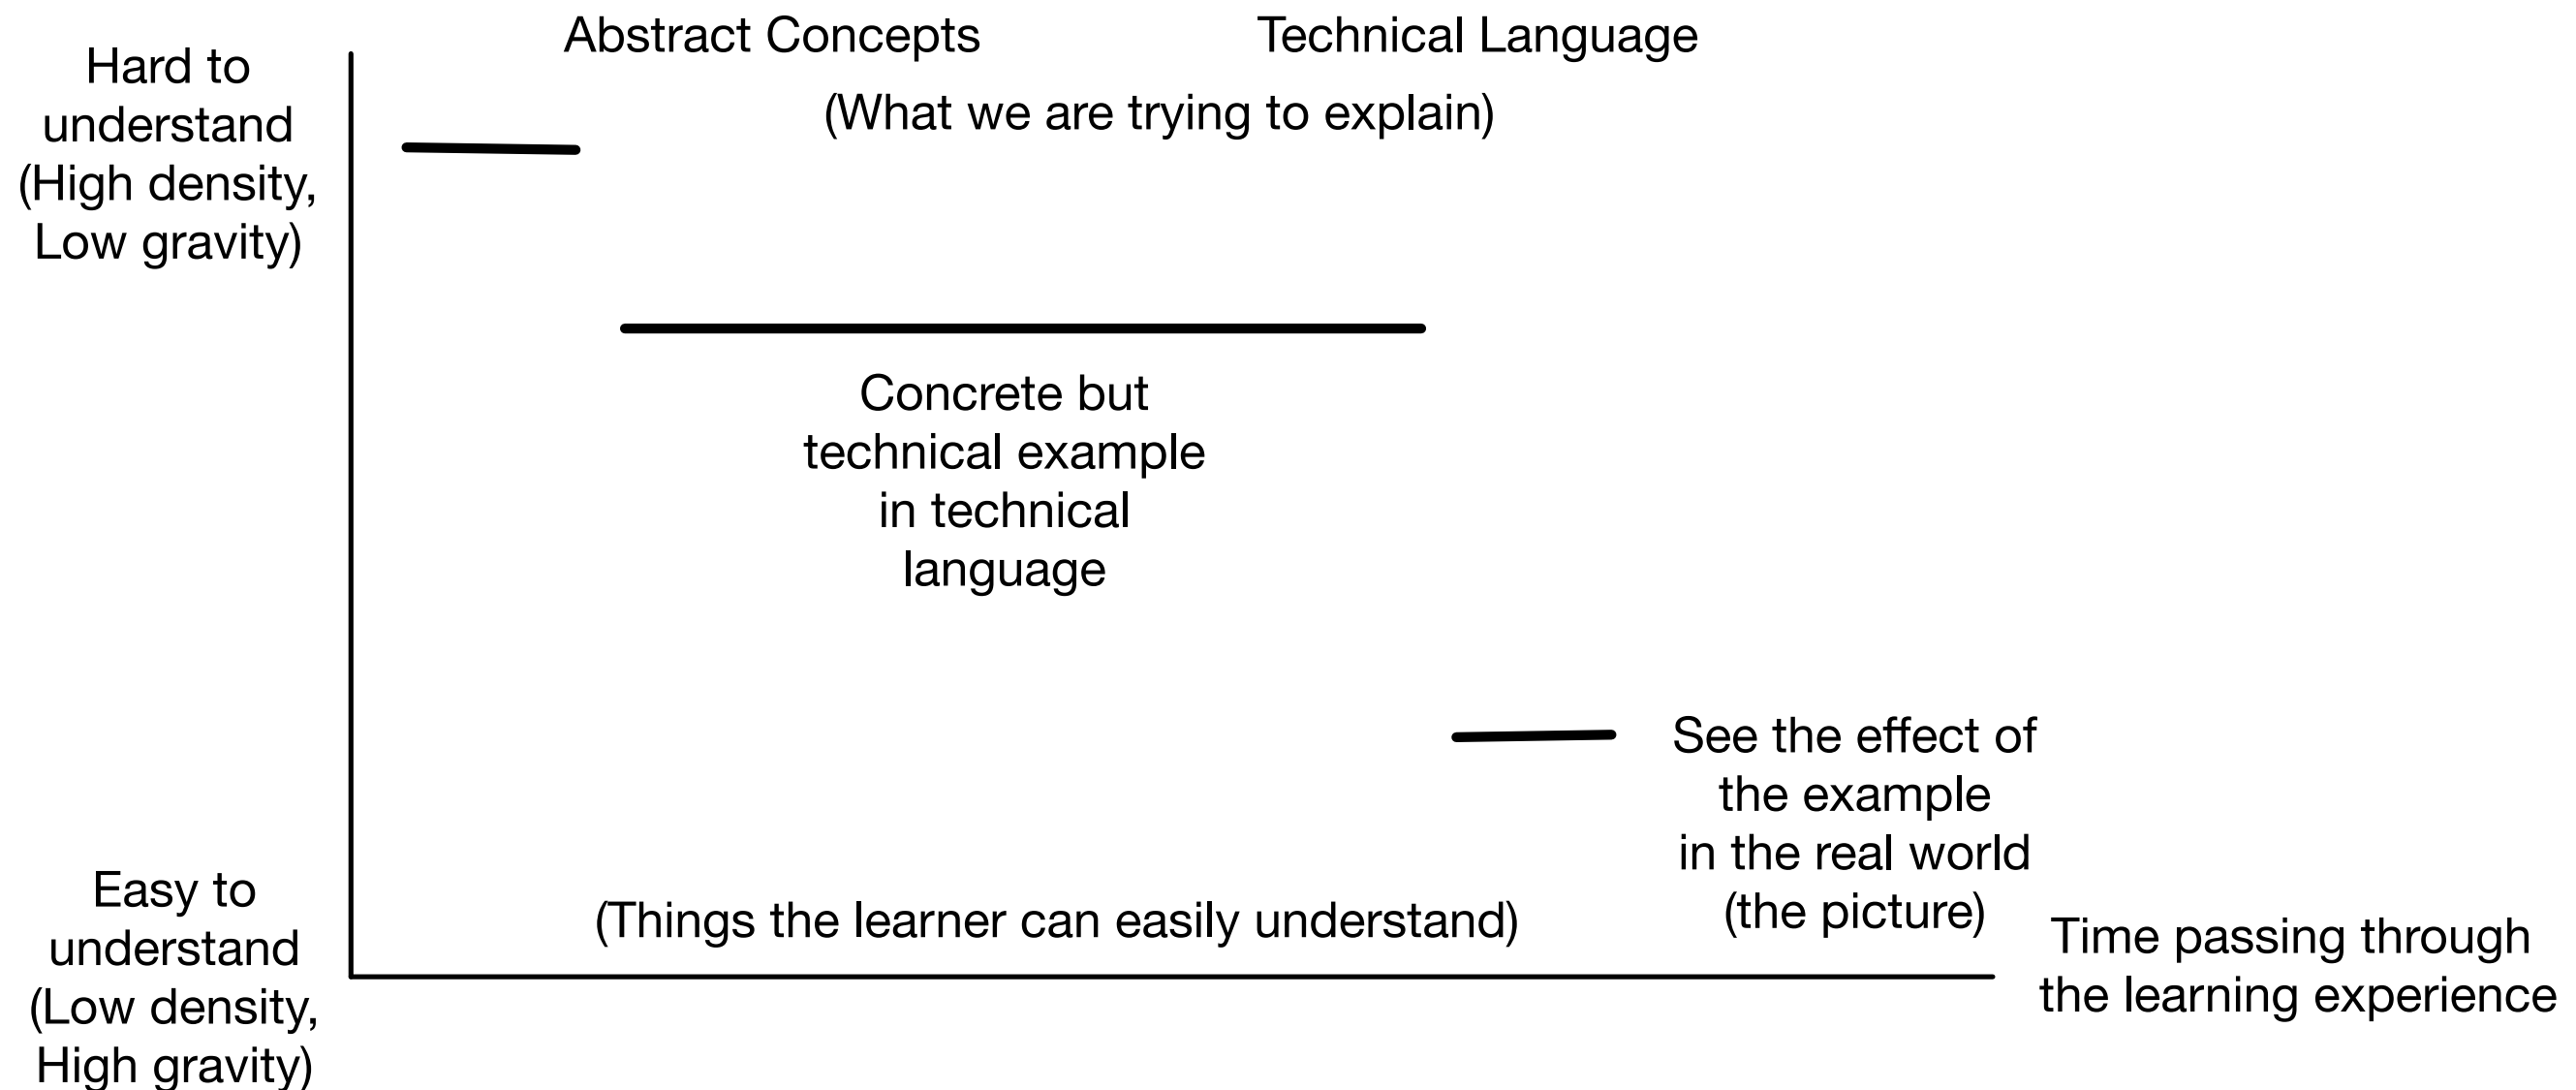 Abstract Concepts
Technical Language
(What we are trying to explain)
Hard to
understand
(High density,
Low gravity)
Concrete but
technical example
in technical
language
See the effect of
the example
in the real world
(the picture)
(Things the learner can easily understand)
Easy to
understand
(Low density,
High gravity)
Time passing through
the learning experience